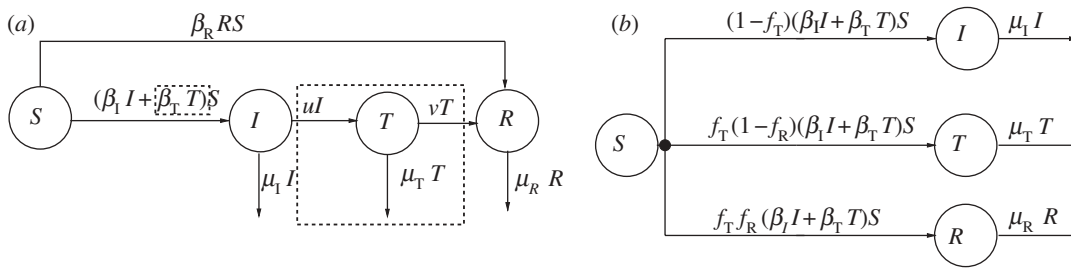 (a)
β_R RS
S
(β_I I + β_T T)S
I
uI
T
vT
R
μ_I I
μ_T T
μ_R R
(b)
S
(1–f_T)(β_I I + β_T T)S
I
μ_I I
f_T (1–f_R)(β_I I + β_T T)S
T
μ_T T
f_T f_R (β_I I + β_T T)S
R
μ_R R